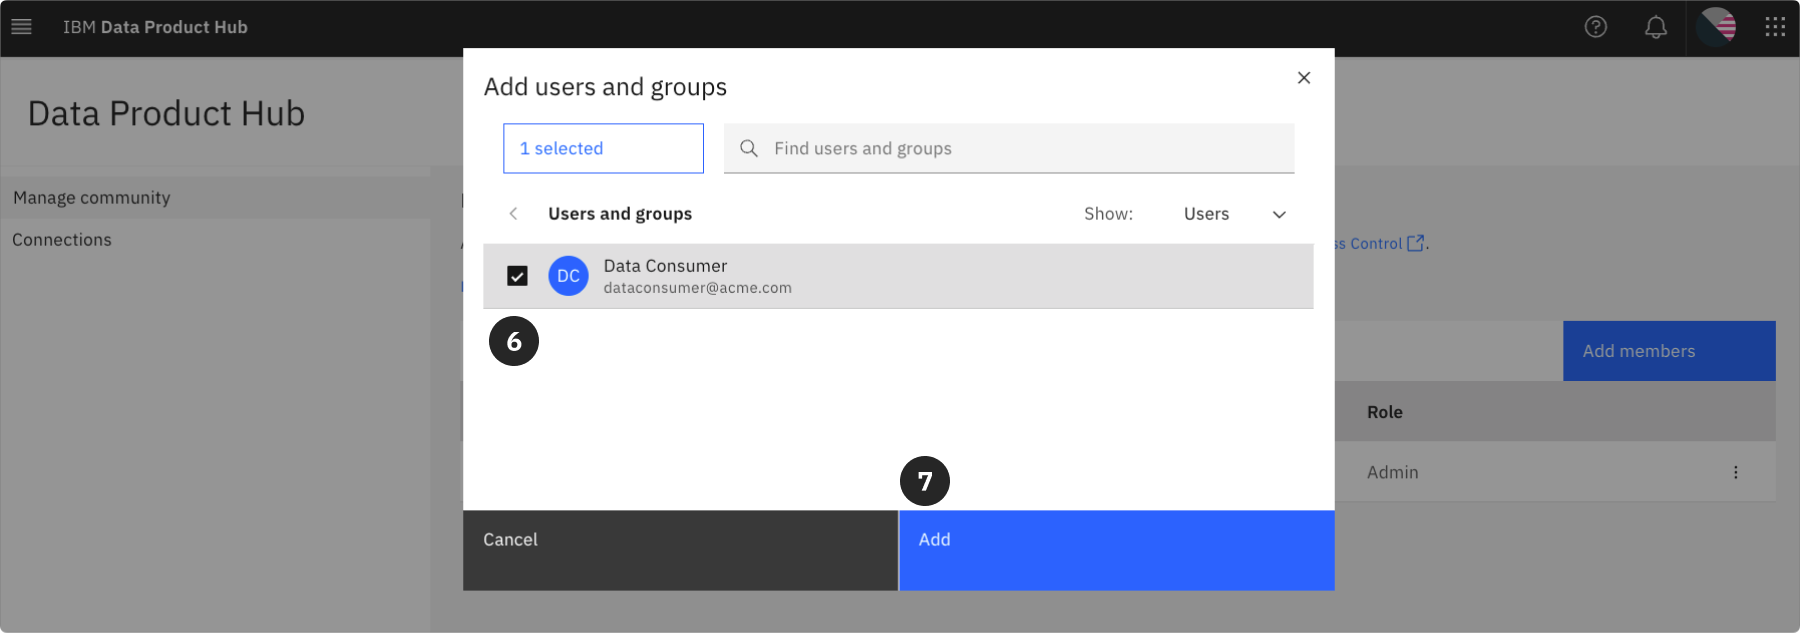 IBM Data Product Hub
Add users and groups
Data Product Hub
1 selected
Find users and groups
Manage community
Connections
Users and groups
Show:
Users
ss Control
Data Consumer
dataconsumer@acme.com
6
Add members
Role
Admin
7
Cancel
Add